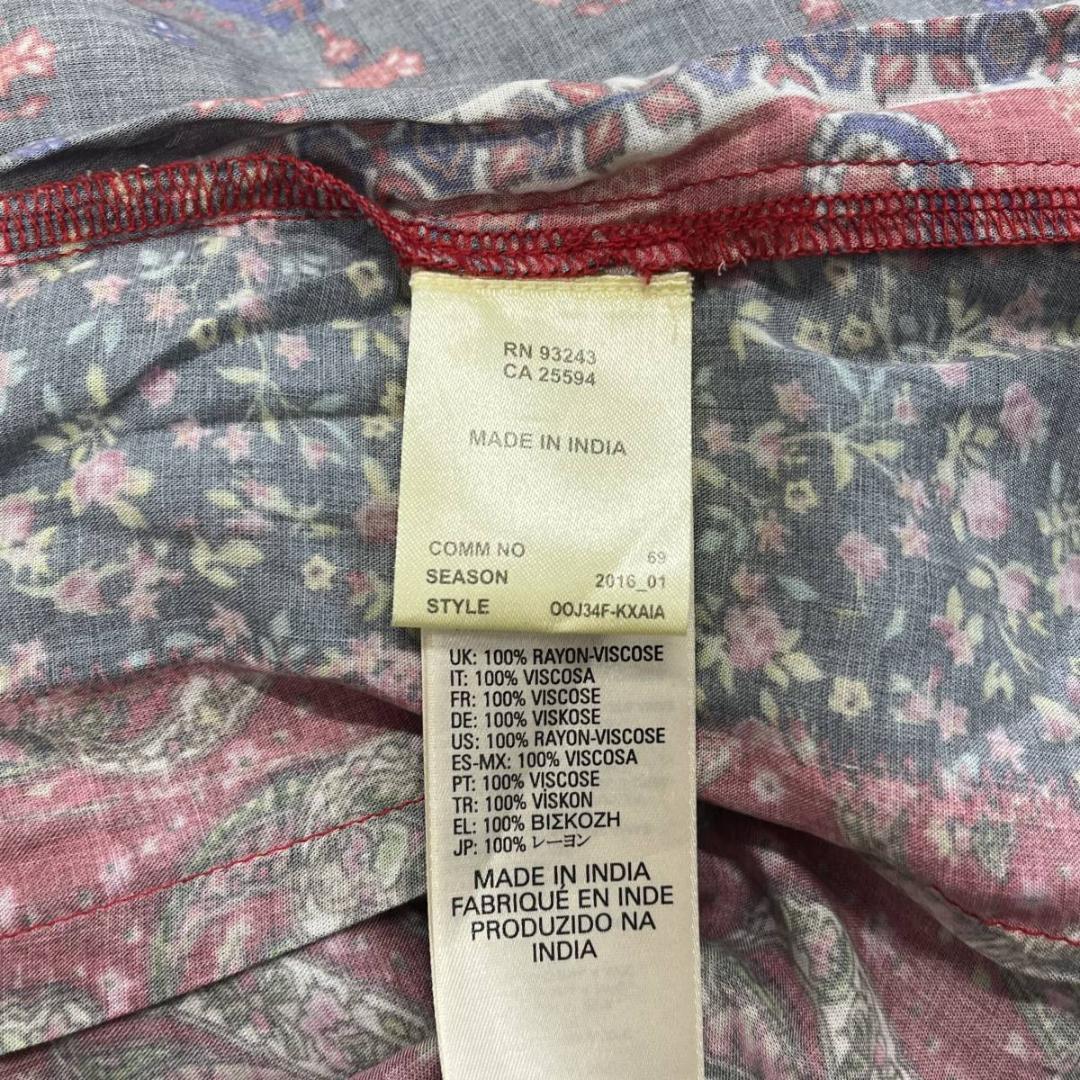 RN 93243
CA 25594
MADE IN INDIA
COMM NO 69
SEASON 2016_01
STYLE OOJ34F-KXAIA
UK: 100% RAYON-VISCOSE
IT: 100% VISCOSA
FR: 100% VISCOSE
DE: 100% VISKOSE
US: 100% RAYON-VISCOSE
ES-MX: 100% VISCOSA
PT: 100% VISCOSE
TR: 100% VİSKON
EL: 100% ΒΙΣΚΟΖΗ
JP: 100% レーヨン
MADE IN INDIA
FABRIQUÉ EN INDE
PRODUZIDO NA
INDIA